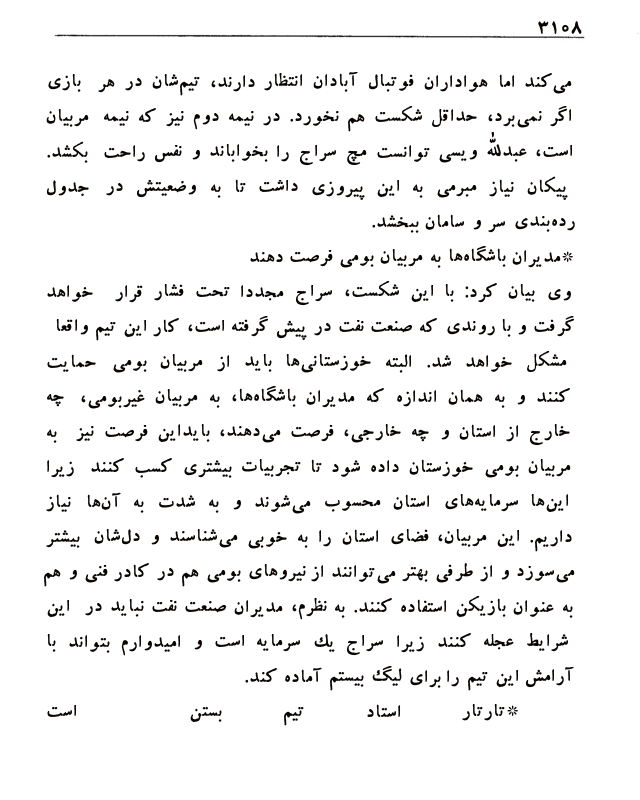 ۳۱۰۸
می‌کند اما هواداران فوتبال آبادان انتظار دارند، تیم‌شان در هر بازی
اگر نمی‌برد، حداقل شکست هم نخورد. در نیمه دوم نیز که نیمه مربیان
است، عبدلله ویسی توانست مچ سراج را بخواباند و نفس راحت بکشد.
پیکان نیاز مبرمی به این پیروزی داشت تا به وضعیتش در جدول
رده‌بندی سر و سامان ببخشد.
*مدیران باشگاه‌ها به مربیان بومی فرصت دهند
وی بیان کرد: با این شکست، سراج مجددا تحت فشار قرار خواهد
گرفت و با روندی که صنعت نفت در پیش گرفته است، کار این تیم واقعا
مشکل خواهد شد. البته خوزستانی‌ها باید از مربیان بومی حمایت
کنند و به همان اندازه که مدیران باشگاه‌ها، به مربیان غیربومی، چه
خارج از استان و چه خارجی، فرصت می‌دهند، بایداین فرصت نیز به
مربیان بومی خوزستان داده شود تا تجربیات بیشتری کسب کنند زیرا
این‌ها سرمایه‌های استان محسوب می‌شوند و به شدت به آن‌ها نیاز
داریم. این مربیان، فضای استان را به خوبی می‌شناسند و دل‌شان بیشتر
می‌سوزد و از طرفی بهتر می‌توانند از نیروهای بومی هم در کادر فنی و هم
به عنوان بازیکن استفاده کنند. به نظرم، مدیران صنعت نفت نباید در این
شرایط عجله کنند زیرا سراج یك سرمایه است و امیدوارم بتواند با
آرامش این تیم را برای لیگ بیستم آماده کند.
*تارتار استاد تیم بستن است